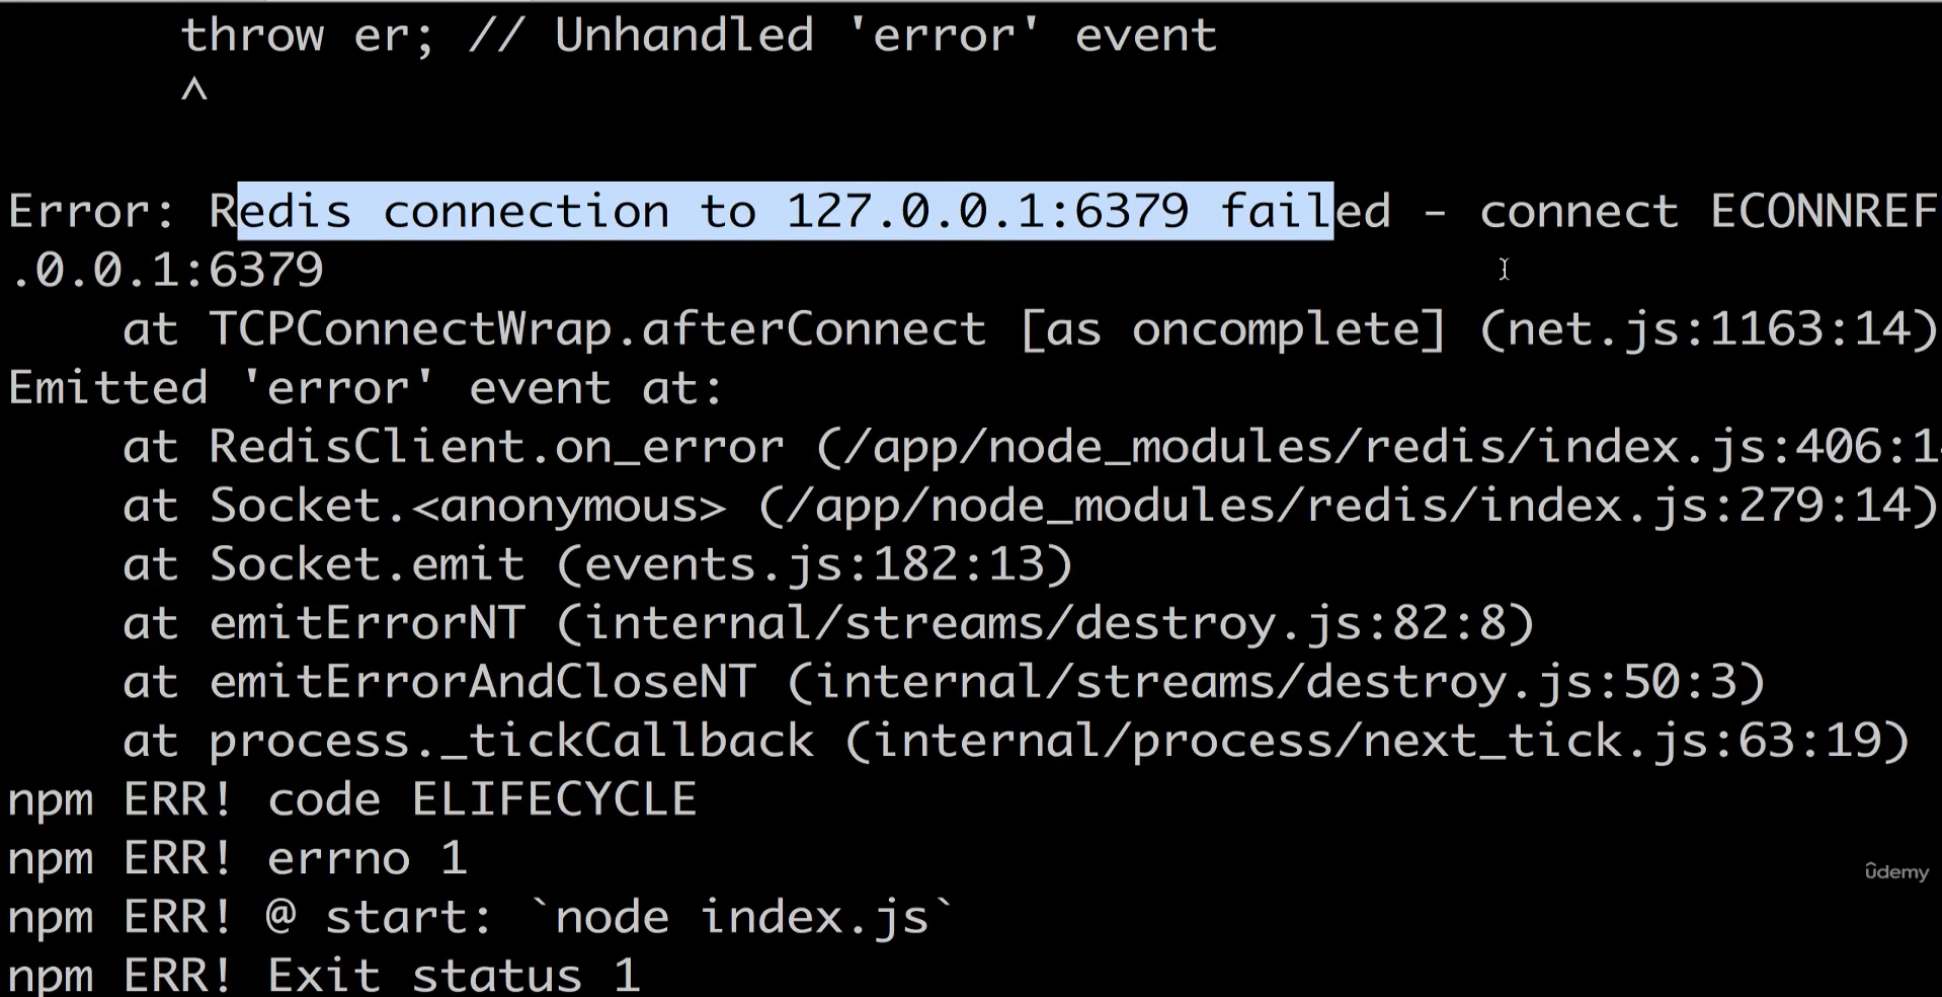 throw er; // Unhandled 'error' event
^
Error: Redis connection to 127.0.0.1:6379 failed - connect ECONNREF
.0.0.1:6379
at TCPConnectWrap.afterConnect [as oncomplete] (net.js:1163:14)
Emitted 'error' event at:
at RedisClient.on_error (/app/node_modules/redis/index.js:406:1
at Socket.<anonymous> (/app/node_modules/redis/index.js:279:14)
at Socket.emit (events.js:182:13)
at emitErrorNT (internal/streams/destroy.js:82:8)
at emitErrorAndCloseNT (internal/streams/destroy.js:50:3)
at process._tickCallback (internal/process/next_tick.js:63:19)
npm ERR! code ELIFECYCLE
npm ERR! errno 1
ûdemy
npm ERR! @ start: `node index.js`
npm ERR! Exit status 1